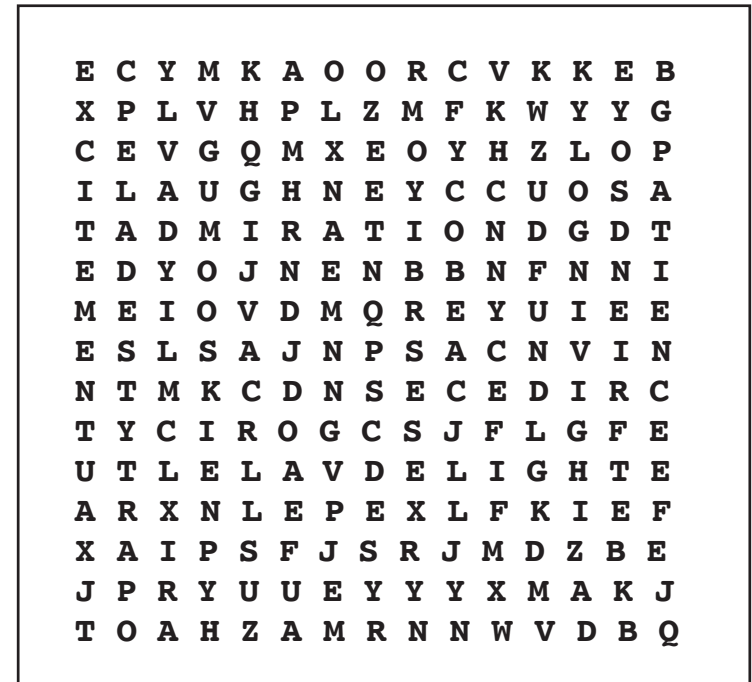 E C Y M K A O O R C V K K E B
X P L V H P L Z M F K W Y Y G
C E V G Q M X E O Y H Z L O P
I L A U G H N E Y C C U O S A
T A D M I R A T I O N D G D T
E D Y O J N E N B B N F N N I
M E I O V D M Q R E Y U I E E
E S L S A J N P S A C N V I N
N T M K C D N S E C E D I R C
T Y C I R O G C S J F L G F E
U T L E L A V D E L I G H T E
A R X N L E P E X L F K I E F
X A I P S F J S R J M D Z B E
J P R Y U U E Y Y Y X M A K J
T O A H Z A M R N N W V D B Q